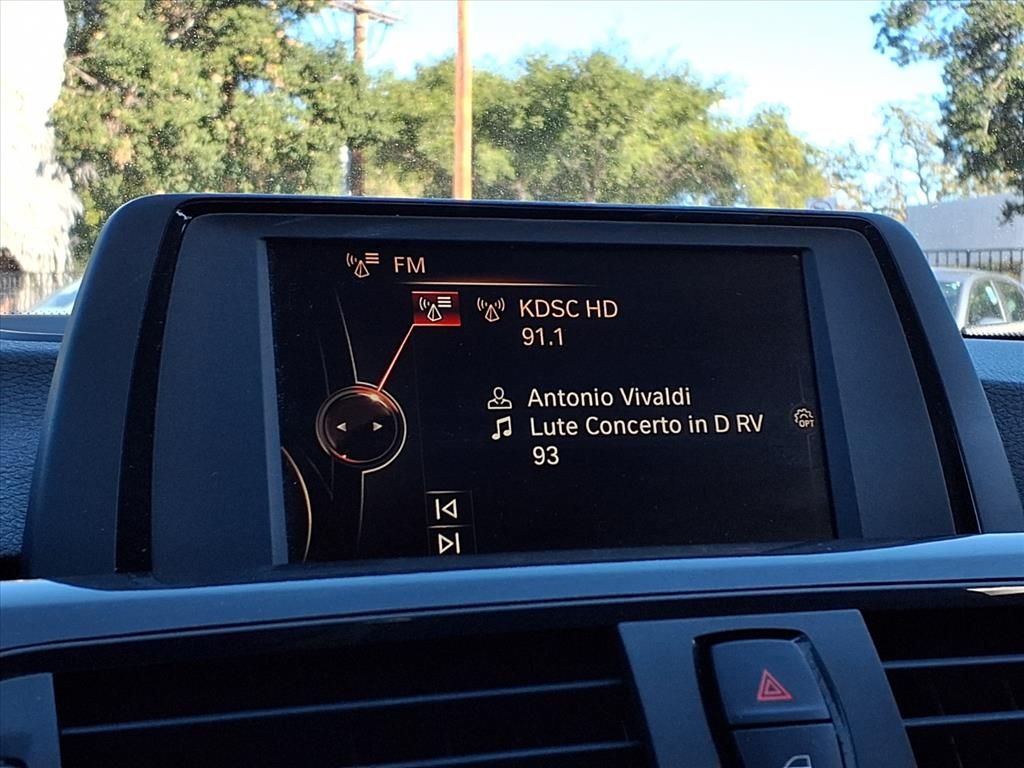 FM
KDSC HD
91.1
Antonio Vivaldi
Lute Concerto in D RV
93
OPT